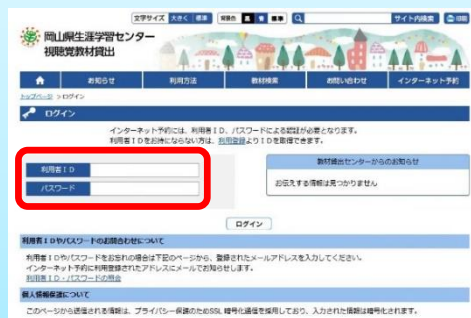 文字サイズ 大きく 標準 背景色 黒 青 標準 サイト内検索
岡山県生涯学習センター
視聴覚教材貸出
お知らせ 利用方法 教材検索 お問い合わせ インターネット予約
トップページ >ログイン
ログイン
インターネット予約には、利用者ID、パスワードによる認証が必要となります。
利用者IDをお持ちにならない方は、利用登録よりIDを取得できます。
利用者ID
パスワード
教材貸出センターからのお知らせ
お伝えする情報は見つかりません
ログイン
利用者IDやパスワードのお問合わせについて
利用者IDやパスワードをお忘れの場合は下記のページから、登録されたメールアドレスを入力してください。
インターネット予約に利用登録されたアドレスにメールでお知らせします。
利用者ID・パスワードの照会
個人情報保護について
このページから送信される情報は、プライバシー保護のためSSL 暗号化通信を採用しており、入力された情報は暗号化されます。